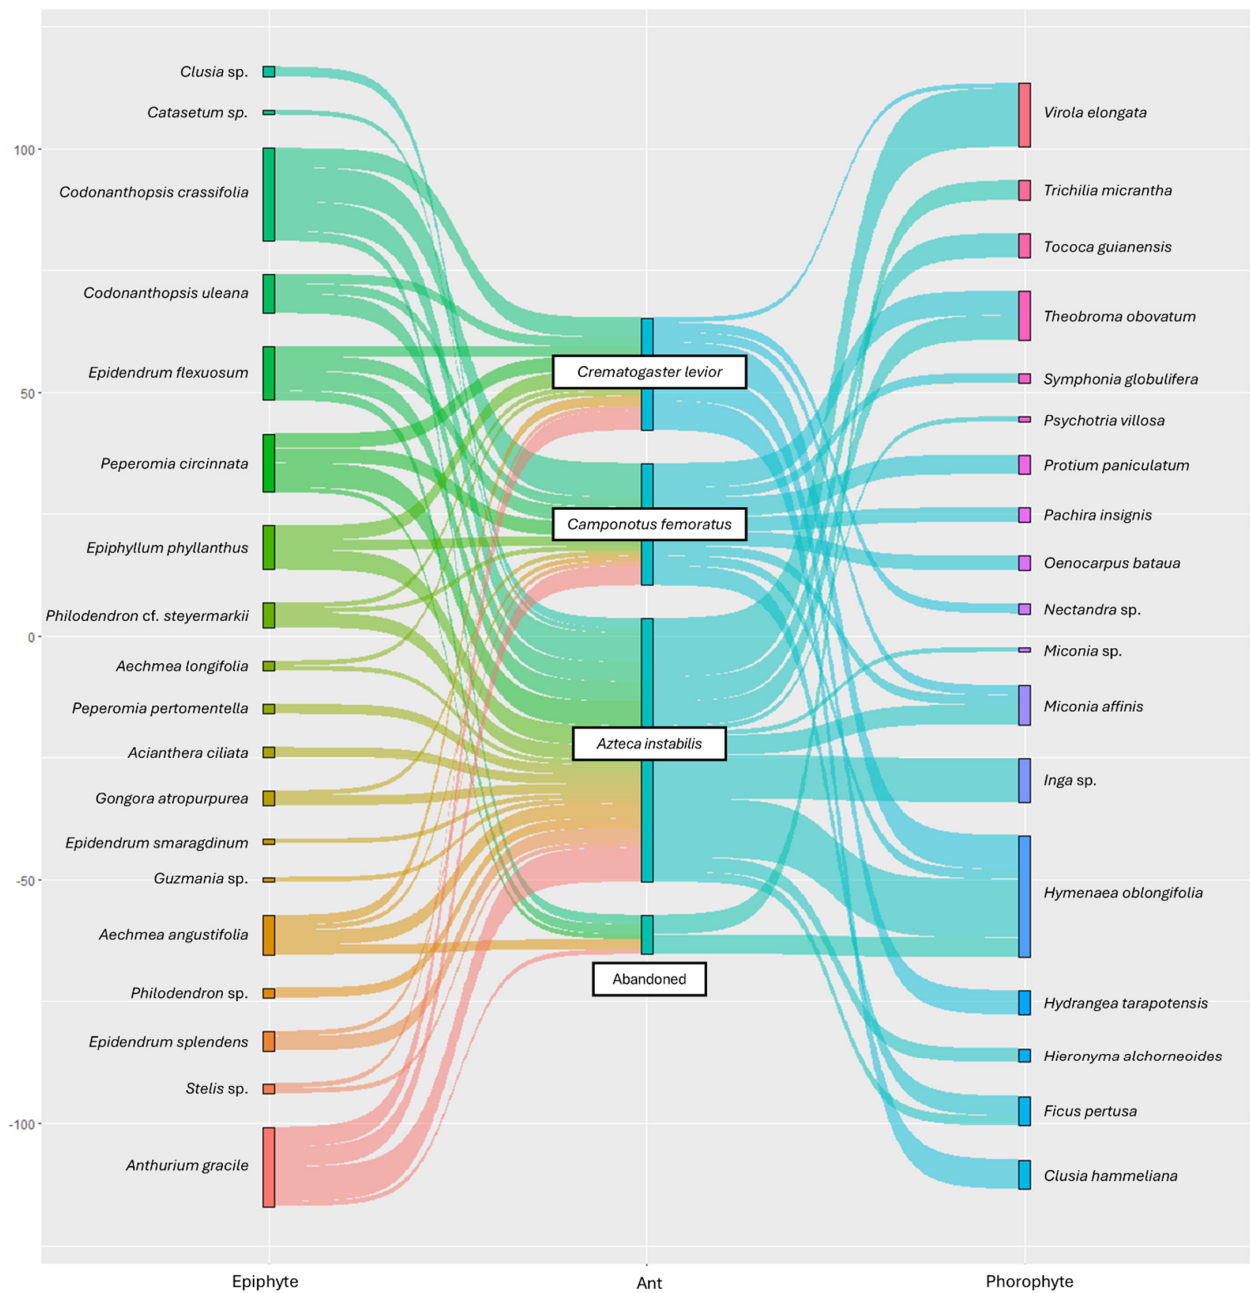 Clusia sp.
Catasetum sp.
100
Codonanthopsis crassifolia
Codonanthopsis uleana
50
Epidendrum flexuosum
Peperomia circinnata
Epiphyllum phyllanthus
Philodendron cf. steyermarkii
0
Aechmea longifolia
Peperomia pertomentella
Acianthera ciliata
Gongora atropurpurea
Epidendrum smaragdinum
Guzmania sp.
-50
Aechmea angustifolia
Philodendron sp.
Epidendrum splendens
Stelis sp.
-100
Anthurium gracile
Crematogaster levior
Camponotus femoratus
Azteca instabilis
Abandoned
Virola elongata
Trichilia micrantha
Tococa guianensis
Theobroma obovatum
Symphonia globulifera
Psychotria villosa
Protium paniculatum
Pachira insignis
Oenocarpus bataua
Nectandra sp.
Miconia sp.
Miconia affinis
Inga sp.
Hymenaea oblongifolia
Hydrangea tarapotensis
Hieronyma alchorneoides
Ficus pertusa
Clusia hammeliana
Epiphyte
Ant
Phorophyte